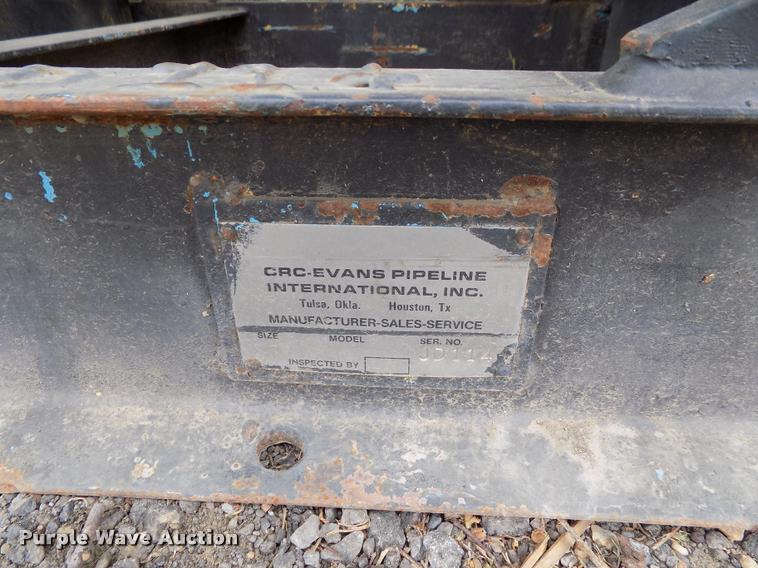 CRC-EVANS PIPELINE
INTERNATIONAL, INC.
Tulsa, Okla. Houston, Tx
MANUFACTURER-SALES-SERVICE
SIZE MODEL SER. NO.
JD114
INSPECTED BY
Purple Wave Auction